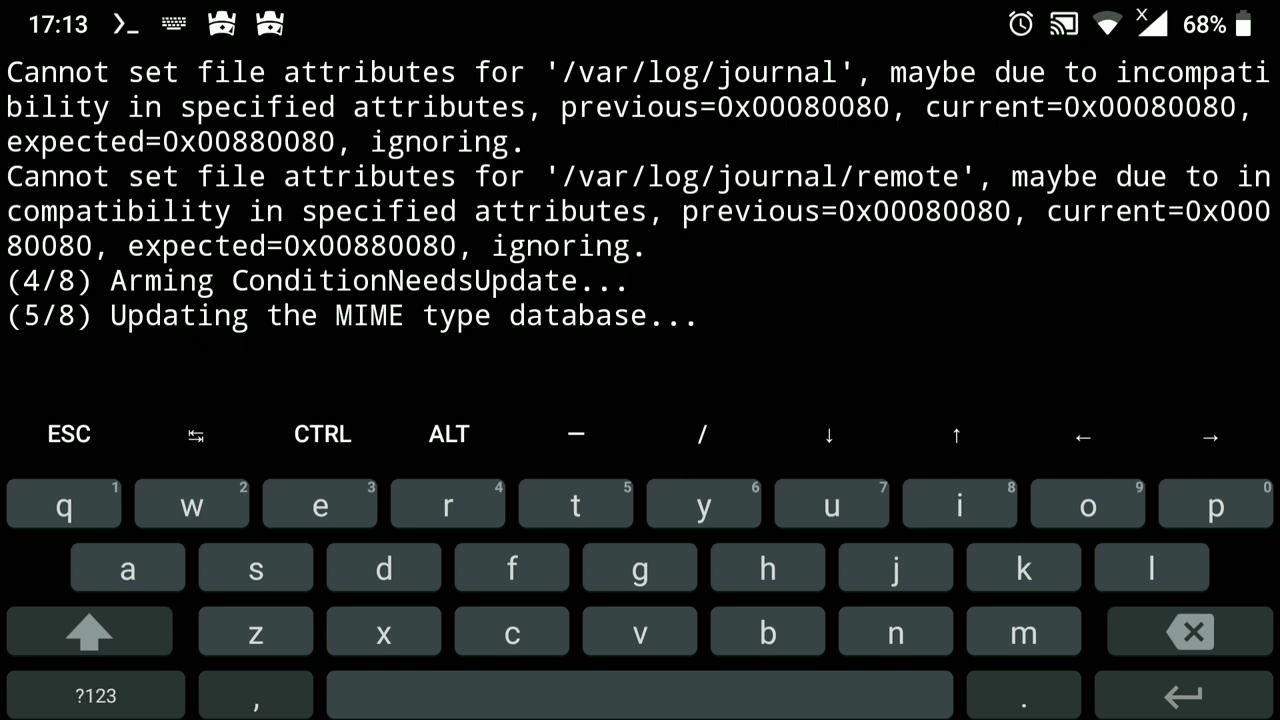 17:13 68%
Cannot set file attributes for '/var/log/journal', maybe due to incompati
bility in specified attributes, previous=0x00080080, current=0x00080080,
expected=0x00880080, ignoring.
Cannot set file attributes for '/var/log/journal/remote', maybe due to in
compatibility in specified attributes, previous=0x00080080, current=0x000
80080, expected=0x00880080, ignoring.
(4/8) Arming ConditionNeedsUpdate...
(5/8) Updating the MIME type database...
ESC ↹ CTRL ALT — / ↓ ↑ ← →
q 1 w 2 e 3 r 4 t 5 y 6 u 7 i 8 o 9 p 0
a s d f g h j k l
z x c v b n m
?123 , .